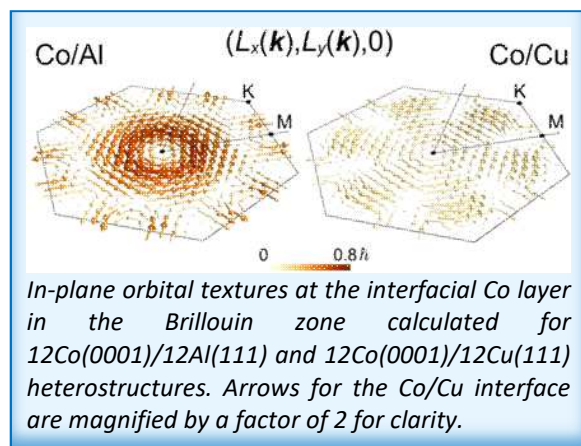 (Lx(k),Ly(k),0)
Co/Al
Co/Cu
K
M
K
M
0
0.8ħ
In-plane orbital textures at the interfacial Co layer
in the Brillouin zone calculated for
12Co(0001)/12Al(111) and 12Co(0001)/12Cu(111)
heterostructures. Arrows for the Co/Cu interface
are magnified by a factor of 2 for clarity.